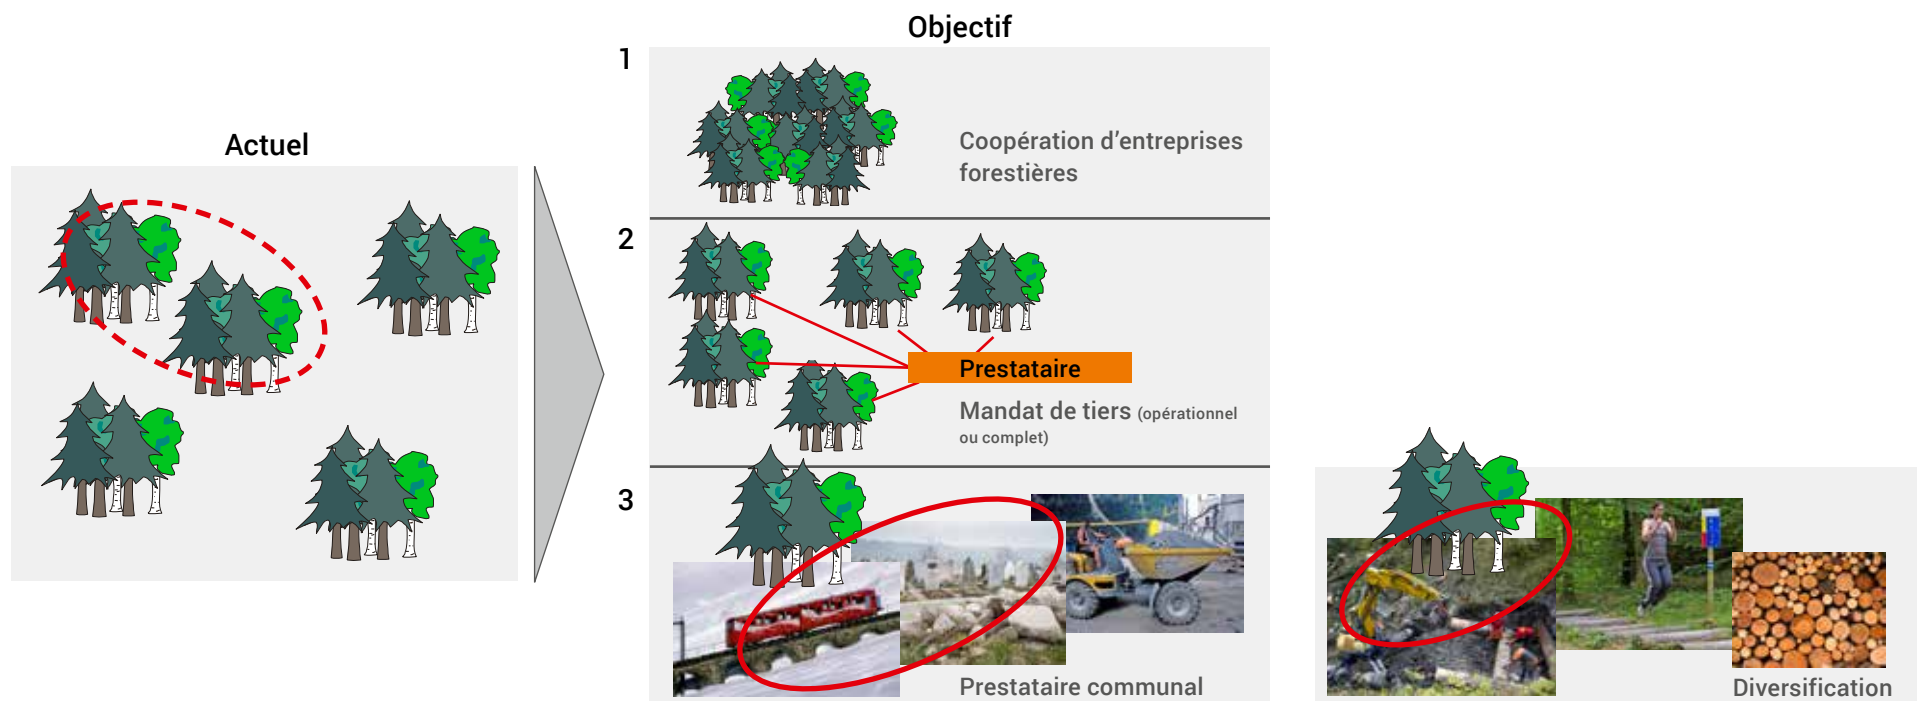 Objectif
Actuel
1
Coopération d’entreprises
forestières
2
Prestataire
Mandat de tiers (opérationnel
ou complet)
3
Prestataire communal
Diversification